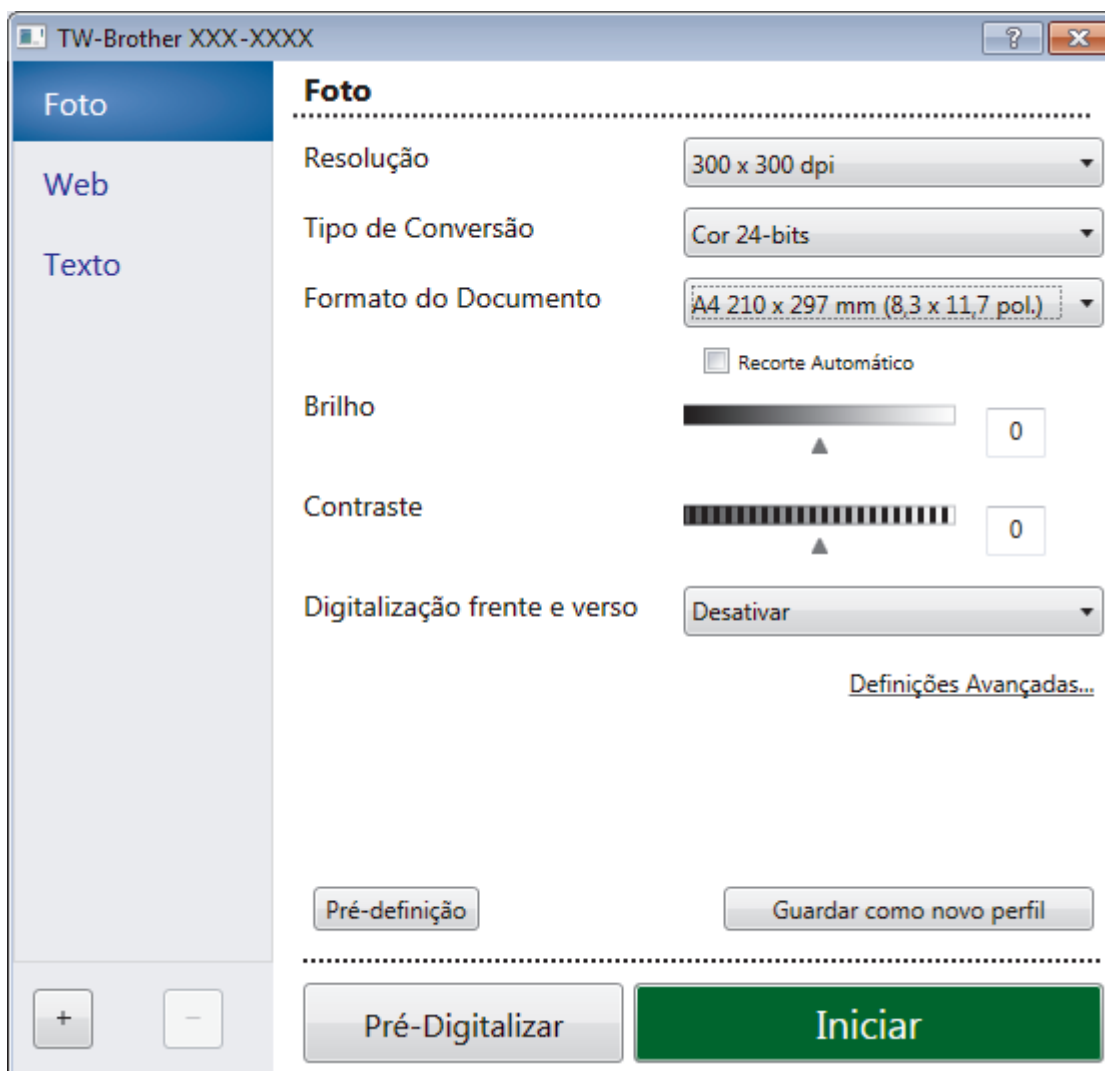 TW-Brother XXX-XXXX
?
Foto
Web
Texto
Foto
Resolução
300 x 300 dpi
Tipo de Conversão
Cor 24-bits
Formato do Documento
A4 210 x 297 mm (8,3 x 11,7 pol.)
Recorte Automático
Brilho
0
Contraste
0
Digitalização frente e verso
Desativar
Definições Avançadas...
Pré-definição
Guardar como novo perfil
+
−
Pré-Digitalizar
Iniciar